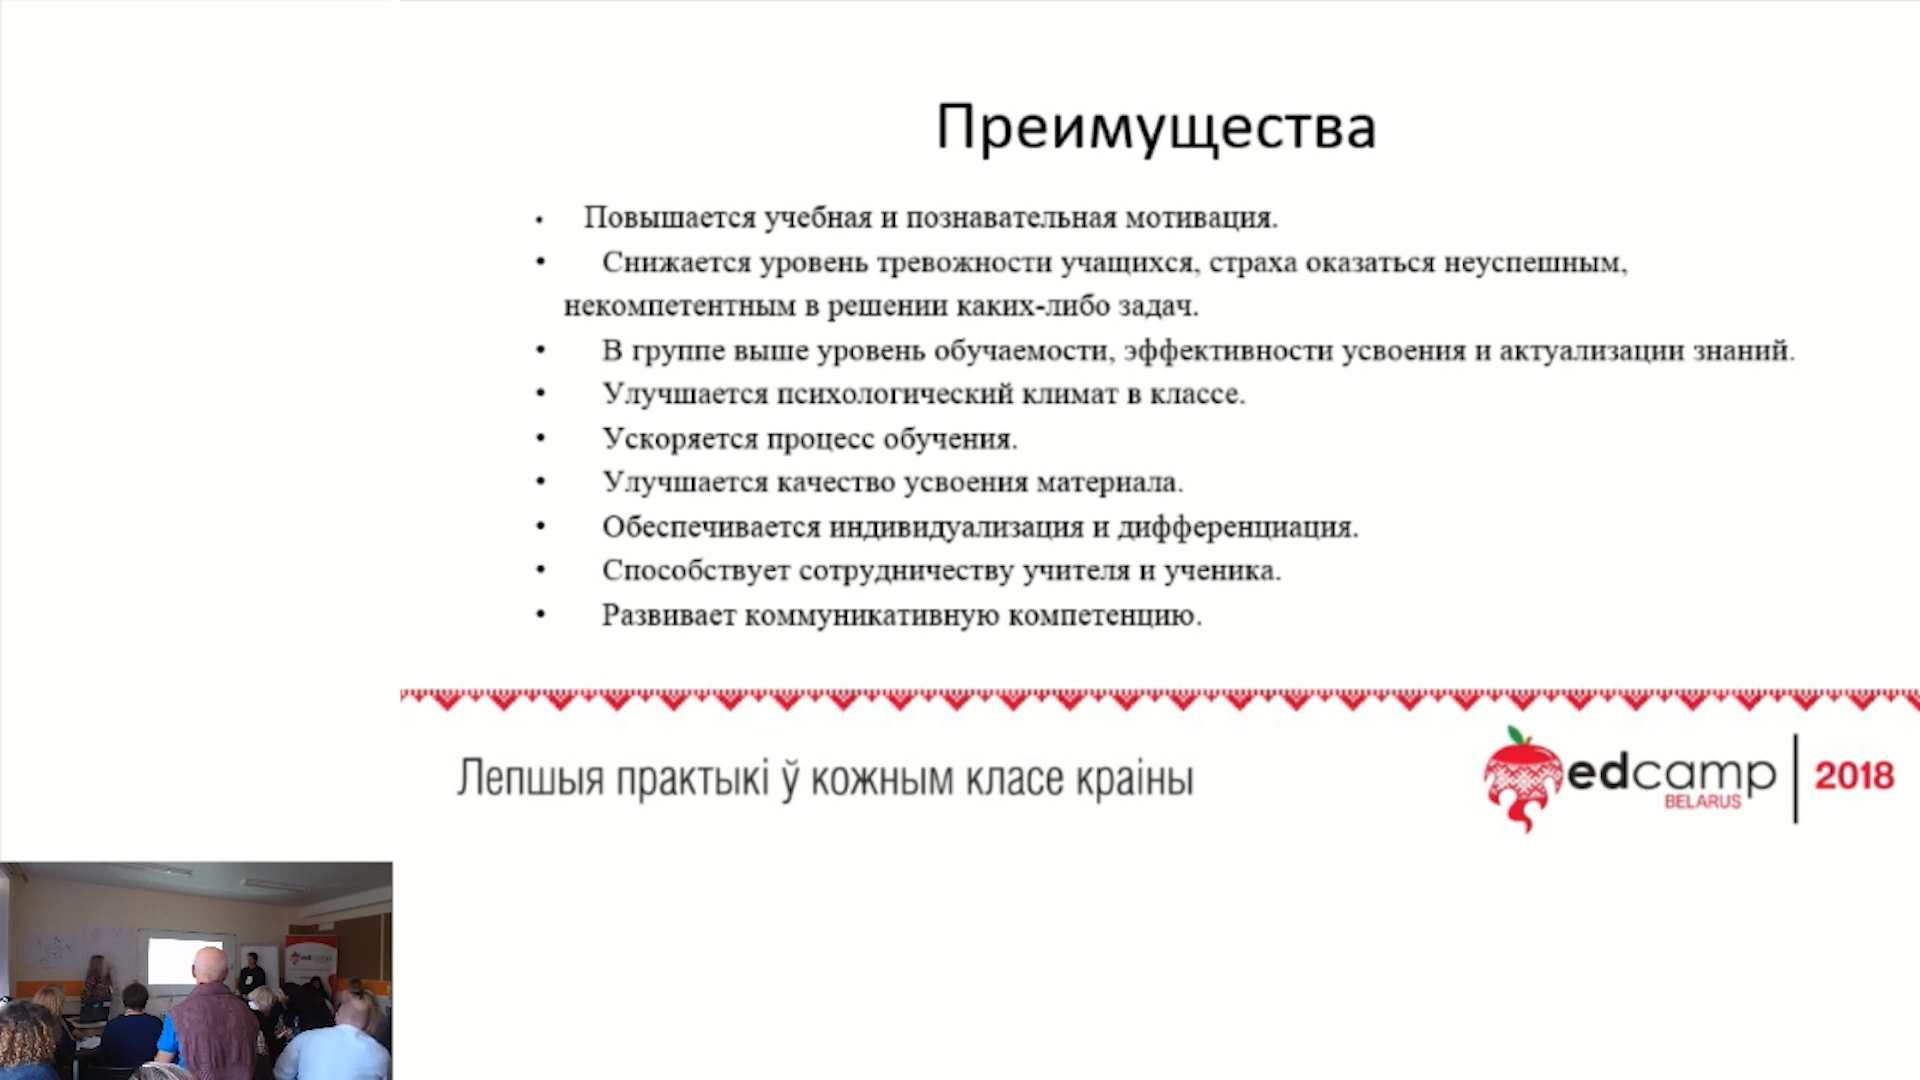 Преимущества
• Повышается учебная и познавательная мотивация.
• Снижается уровень тревожности учащихся, страха оказаться неуспешным,
некомпетентным в решении каких-либо задач.
• В группе выше уровень обучаемости, эффективности усвоения и актуализации знаний.
• Улучшается психологический климат в классе.
• Ускоряется процесс обучения.
• Улучшается качество усвоения материала.
• Обеспечивается индивидуализация и дифференциация.
• Способствует сотрудничеству учителя и ученика.
• Развивает коммуникативную компетенцию.
Лепшыя практыкі ў кожным класе краіны
edcamp
BELARUS
2018
edcamp